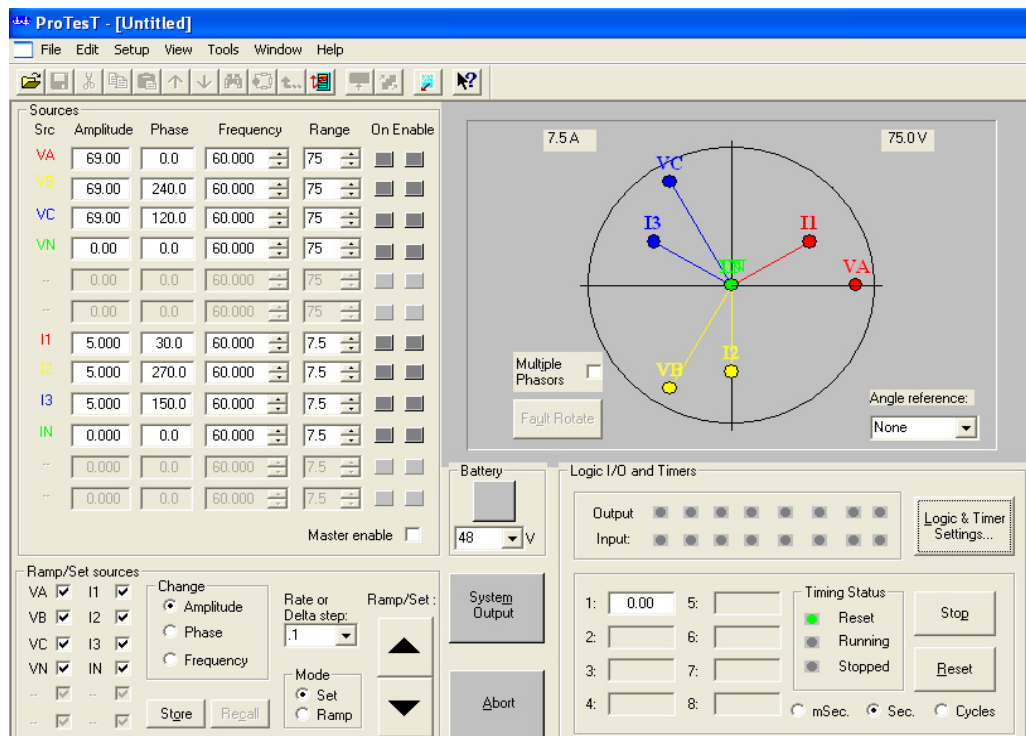 ProTesT - [Untitled]
File Edit Setup View Tools Window Help
Sources
Src Amplitude Phase Frequency Range On Enable
VA 69.00 0.0 60.000 75
VB 69.00 240.0 60.000 75
VC 69.00 120.0 60.000 75
VN 0.00 0.0 60.000 75
-- 0.00 0.0 60.000 75
-- 0.00 0.0 60.000 75
I1 5.000 30.0 60.000 7.5
I2 5.000 270.0 60.000 7.5
I3 5.000 150.0 60.000 7.5
IN 0.000 0.0 60.000 7.5
-- 0.000 0.0 60.000 7.5
-- 0.000 0.0 60.000 7.5
Master enable
7.5 A
75.0 V
VC
I3
I1
VA
VB
I2
Multiple
Phasors
Fault Rotate
Angle reference:
None
Battery
48 V
Logic I/O and Timers
Output
Input:
Logic & Timer
Settings...
Ramp/Set sources
VA I1
VB I2
VC I3
VN IN
-- --
-- --
Change
Amplitude
Phase
Frequency
Store Recall
Rate or
Delta step:
.1
Mode
Set
Ramp
Ramp/Set :
System
Output
Abort
1: 0.00 5:
2: 6:
3: 7:
4: 8:
Timing Status
Reset
Running
Stopped
Stop
Reset
mSec. Sec. Cycles